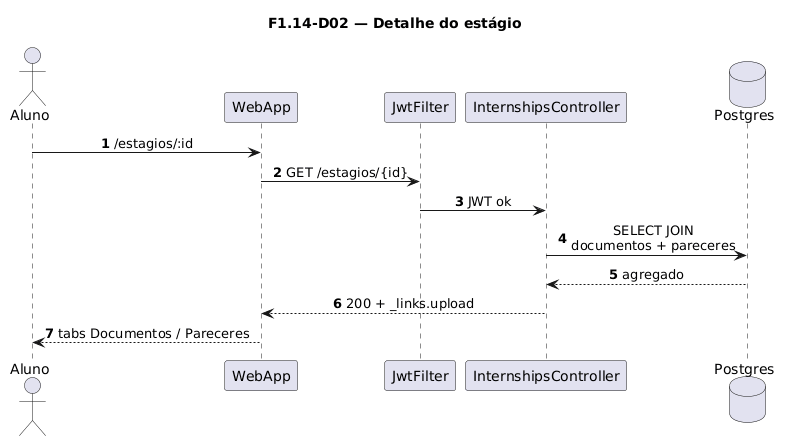 F1.14-D02 — Detalhe do estágio
Aluno
WebApp
JwtFilter
InternshipsController
Postgres
1 /estagios/:id
2 GET /estagios/{id}
3 JWT ok
4 SELECT JOIN
documentos + pareceres
5 agregado
6 200 + _links.upload
7 tabs Documentos / Pareceres
Aluno
WebApp
JwtFilter
InternshipsController
Postgres